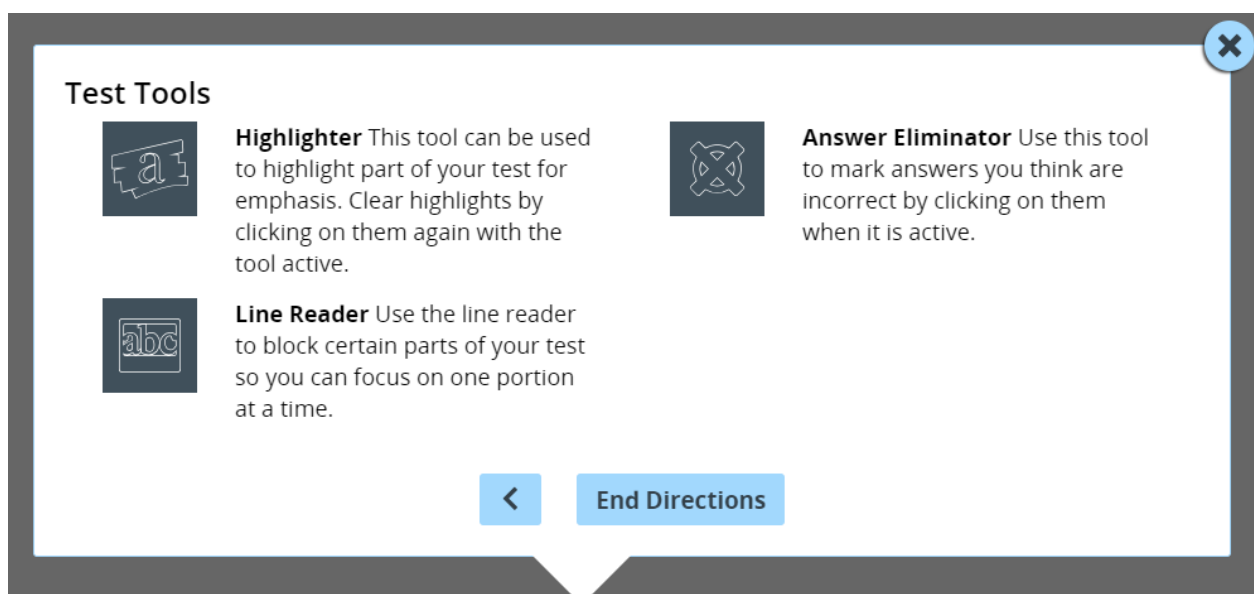 Test Tools
a
Highlighter This tool can be used
to highlight part of your test for
emphasis. Clear highlights by
clicking on them again with the
tool active.
abc
Line Reader Use the line reader
to block certain parts of your test
so you can focus on one portion
at a time.
Answer Eliminator Use this tool
to mark answers you think are
incorrect by clicking on them
when it is active.
End Directions